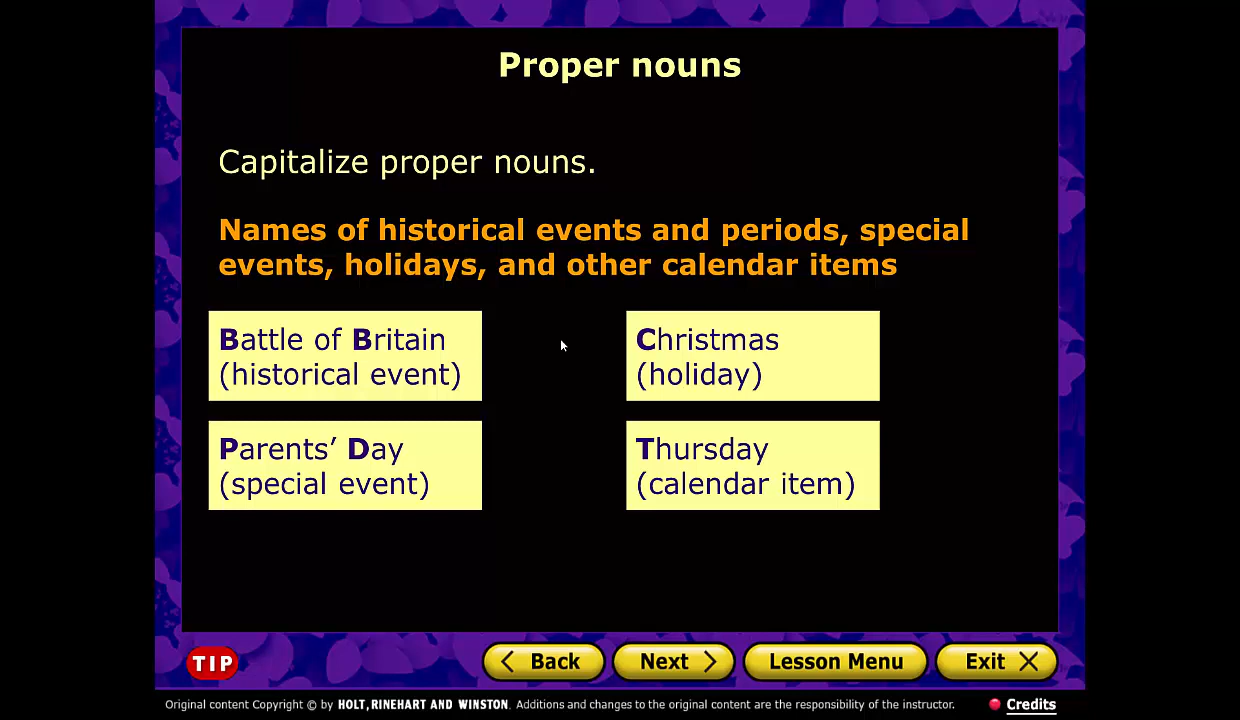 Proper nouns
Capitalize proper nouns.
Names of historical events and periods, special
events, holidays, and other calendar items
Battle of Britain
(historical event)
Christmas
(holiday)
Parents’ Day
(special event)
Thursday
(calendar item)
TIP
Back
Next
Lesson Menu
Exit
Original content Copyright © by HOLT, RINEHART AND WINSTON. Additions and changes to the original content are the responsibility of the instructor.
Credits